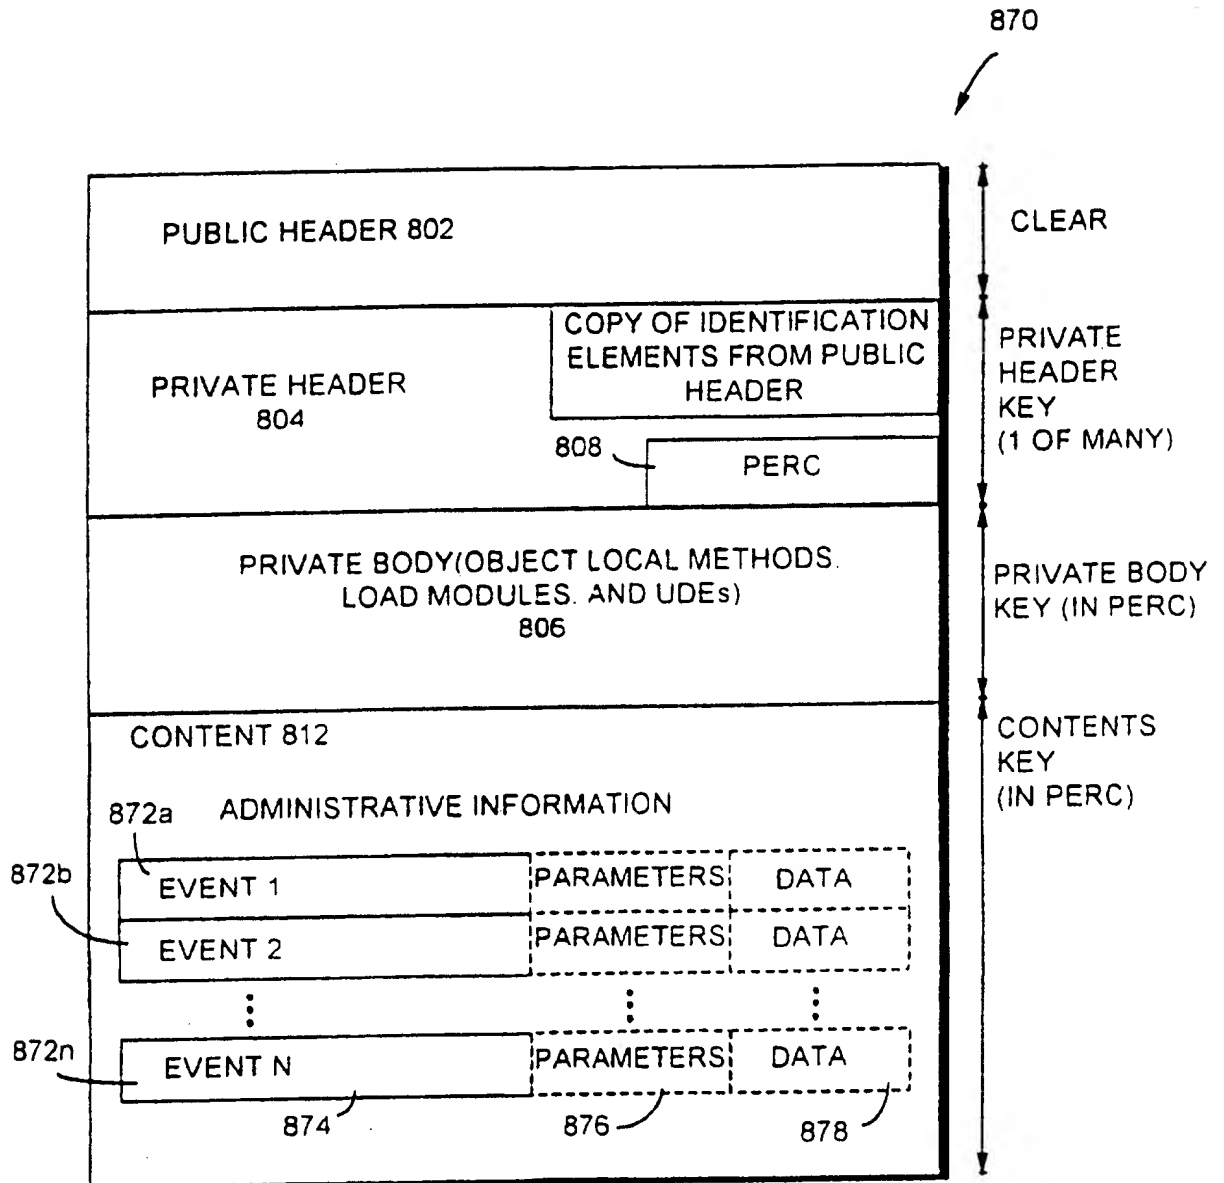 870
PUBLIC HEADER 802
CLEAR
COPY OF IDENTIFICATION
ELEMENTS FROM PUBLIC
HEADER
PRIVATE HEADER
804
808
PERC
PRIVATE
HEADER
KEY
(1 OF MANY)
PRIVATE BODY(OBJECT LOCAL METHODS.
LOAD MODULES. AND UDEs)
806
PRIVATE BODY
KEY (IN PERC)
CONTENT 812
CONTENTS
KEY
(IN PERC)
ADMINISTRATIVE INFORMATION
872a
EVENT 1 PARAMETERS DATA
872b
EVENT 2 PARAMETERS DATA
872n
EVENT N PARAMETERS DATA
874 876 878